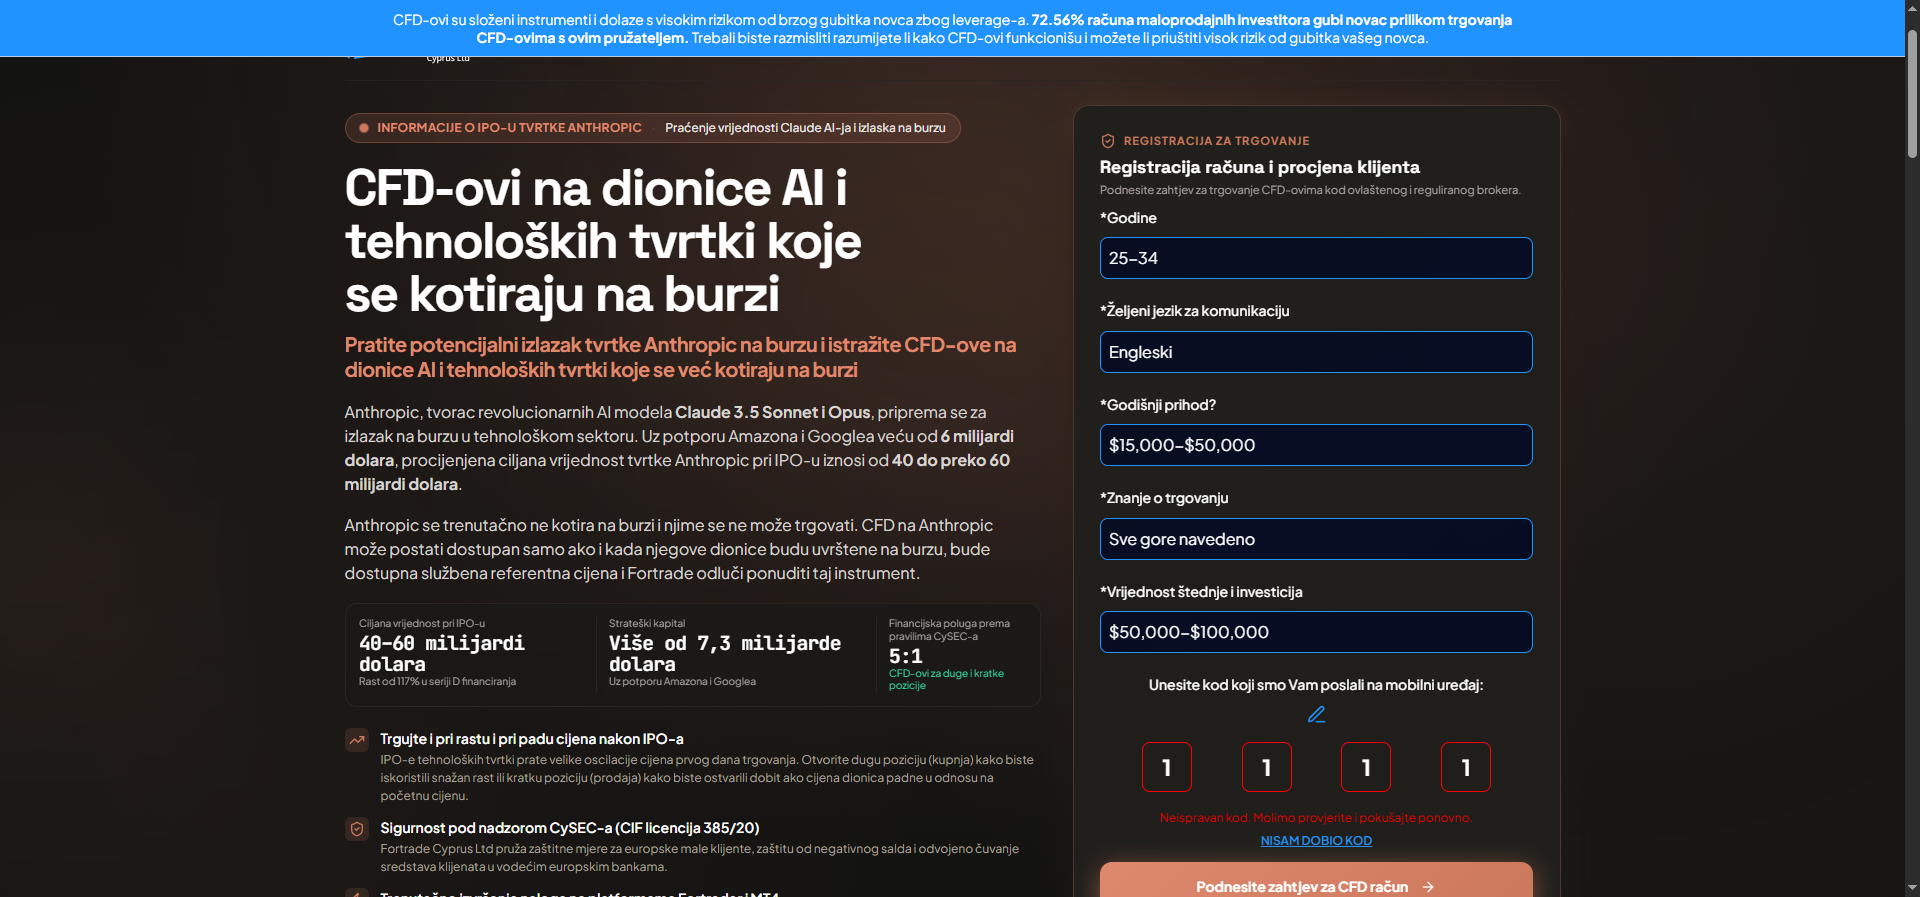 CFD-ovi su složeni instrumenti i dolaze s visokim rizikom od brzog gubitka novca zbog leverage-a. 72.56% računa maloprodajnih investitora gubi novac prilikom trgovanja
CFD-ovima s ovim pružateljem. Trebali biste razmisliti razumijete li kako CFD-ovi funkcionišu i možete li priuštiti visok rizik od gubitka vašeg novca.
Cyprus Ltd
INFORMACIJE O IPO-U TVRTKE ANTHROPIC · Praćenje vrijednosti Claude AI-ja i izlaska na burzu
CFD-ovi na dionice AI i
tehnoloških tvrtki koje
se kotiraju na burzi
Pratite potencijalni izlazak tvrtke Anthropic na burzu i istražite CFD-ove na
dionice AI i tehnoloških tvrtki koje se već kotiraju na burzi
Anthropic, tvorac revolucionarnih AI modela Claude 3.5 Sonnet i Opus, priprema se za
izlazak na burzu u tehnološkom sektoru. Uz potporu Amazona i Googlea veću od 6 milijardi
dolara, procijenjena ciljana vrijednost tvrtke Anthropic pri IPO-u iznosi od 40 do preko 60
milijardi dolara.
Anthropic se trenutačno ne kotira na burzi i njime se ne može trgovati. CFD na Anthropic
može postati dostupan samo ako i kada njegove dionice budu uvrštene na burzu, bude
dostupna službena referentna cijena i Fortrade odluči ponuditi taj instrument.
Ciljana vrijednost pri IPO-u
40–60 milijardi
dolara
Rast od 117% u seriji D financiranja
Strateški kapital
Više od 7,3 milijarde
dolara
Uz potporu Amazona i Googlea
Financijska poluga prema
pravilima CySEC-a
5:1
CFD-ovi za duge i kratke
pozicije
Trgujte i pri rastu i pri padu cijena nakon IPO-a
IPO-e tehnoloških tvrtki prate velike oscilacije cijena prvog dana trgovanja. Otvorite dugu poziciju (kupnja) kako biste
iskoristili snažan rast ili kratku poziciju (prodaja) kako biste ostvarili dobit ako cijena dionica padne u odnosu na
početnu cijenu.
Sigurnost pod nadzorom CySEC-a (CIF licencija 385/20)
Fortrade Cyprus Ltd pruža zaštitne mjere za europske male klijente, zaštitu od negativnog salda i odvojeno čuvanje
sredstava klijenata u vodećim europskim bankama.
REGISTRACIJA ZA TRGOVANJE
Registracija računa i procjena klijenta
Podnesite zahtjev za trgovanje CFD-ovima kod ovlaštenog i reguliranog brokera.
*Godine
25–34
*Željeni jezik za komunikaciju
Engleski
*Godišnji prihod?
$15,000–$50,000
*Znanje o trgovanju
Sve gore navedeno
*Vrijednost štednje i investicija
$50,000–$100,000
Unesite kod koji smo Vam poslali na mobilni uređaj:
1 1 1 1
Neispravan kod. Molimo provjerite i pokušajte ponovno.
NISAM DOBIO KOD
Podnesite zahtjev za CFD račun →